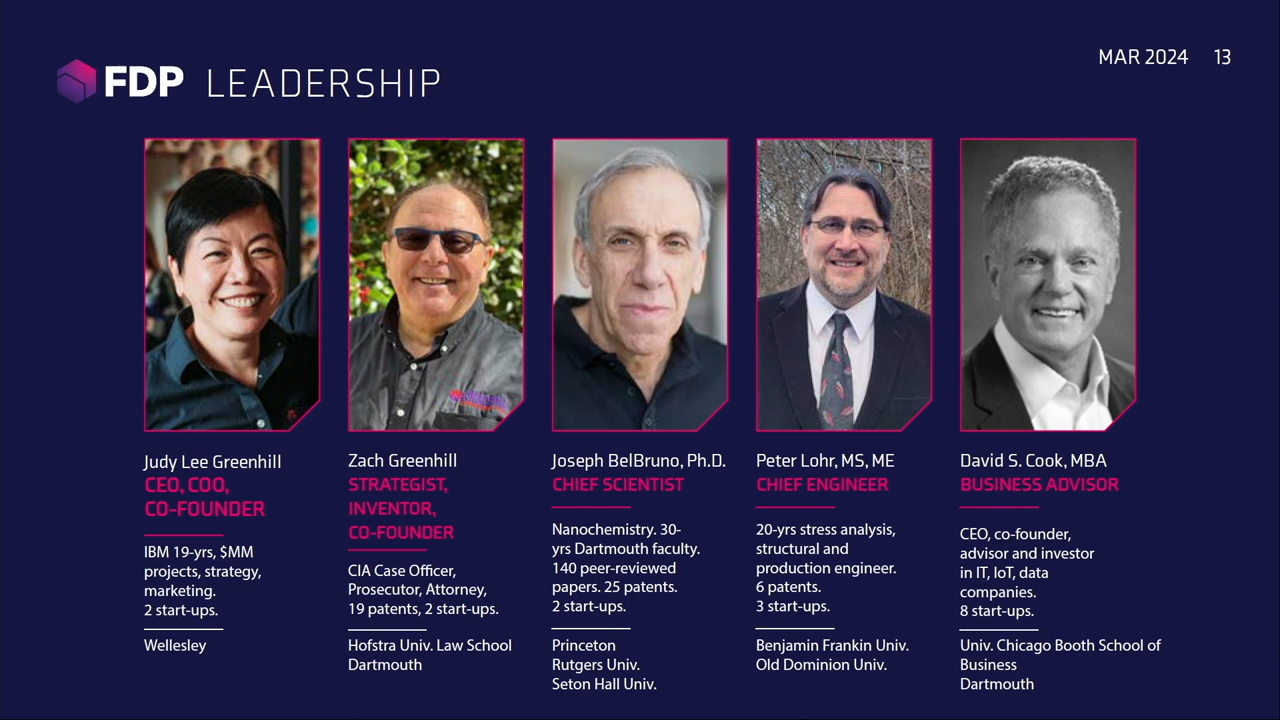 MAR 2024 13
FDP LEADERSHIP
Judy Lee Greenhill
CEO, COO,
CO-FOUNDER
IBM 19-yrs, $MM
projects, strategy,
marketing.
2 start-ups.
Wellesley
Zach Greenhill
STRATEGIST,
INVENTOR,
CO-FOUNDER
CIA Case Officer,
Prosecutor, Attorney,
19 patents, 2 start-ups.
Hofstra Univ. Law School
Dartmouth
Joseph BelBruno, Ph.D.
CHIEF SCIENTIST
Nanochemistry. 30-
yrs Dartmouth faculty.
140 peer-reviewed
papers. 25 patents.
2 start-ups.
Princeton
Rutgers Univ.
Seton Hall Univ.
Peter Lohr, MS, ME
CHIEF ENGINEER
20-yrs stress analysis,
structural and
production engineer.
6 patents.
3 start-ups.
Benjamin Frankin Univ.
Old Dominion Univ.
David S. Cook, MBA
BUSINESS ADVISOR
CEO, co-founder,
advisor and investor
in IT, IoT, data
companies.
8 start-ups.
Univ. Chicago Booth School of
Business
Dartmouth